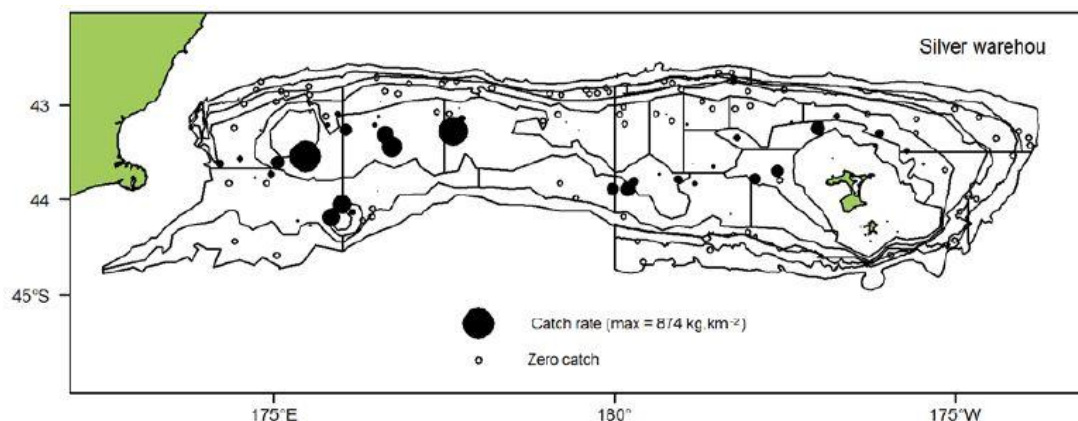 Silver warehou
43
44
45°S
Catch rate (max = 874 kg.km⁻²)
Zero catch
175°E
180°
175°W